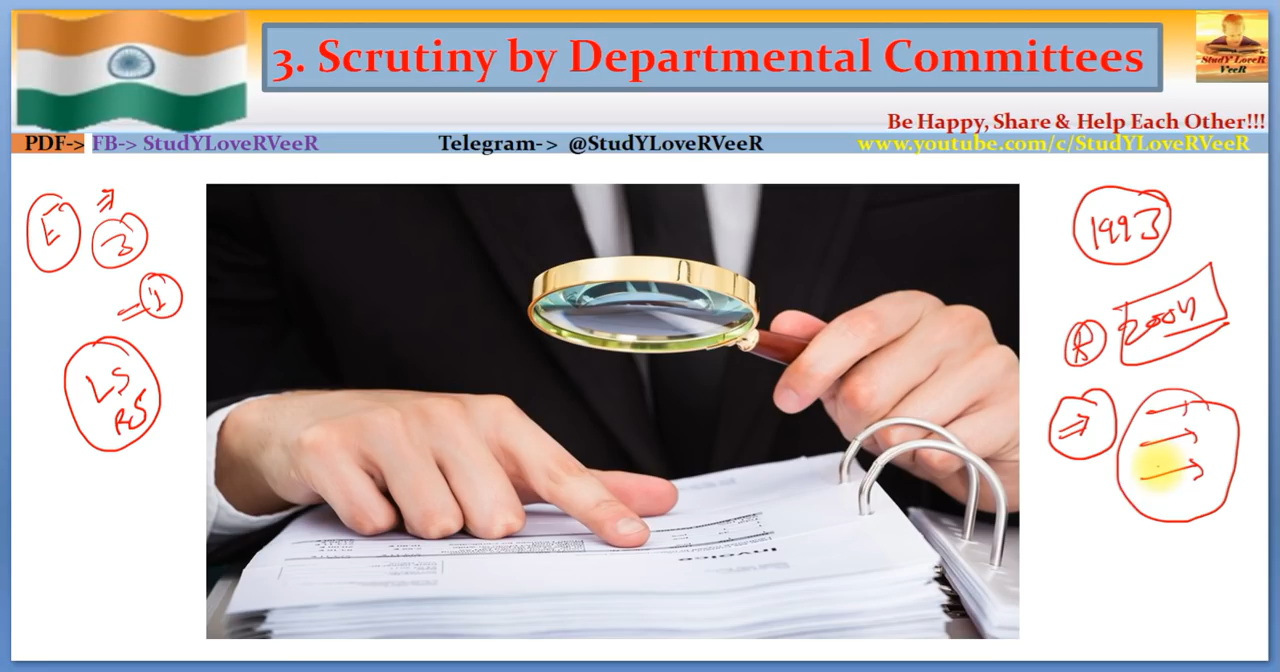 3. Scrutiny by Departmental Committees
StudY LoveR
VeeR
Be Happy, Share & Help Each Other!!!
PDF-> FB-> StudYLoveRVeeR
Telegram-> @StudYLoveRVeeR
www.youtube.com/c/StudYLoveRVeeR
E
3
1
LS
RS
1993
R
2004
Invoice